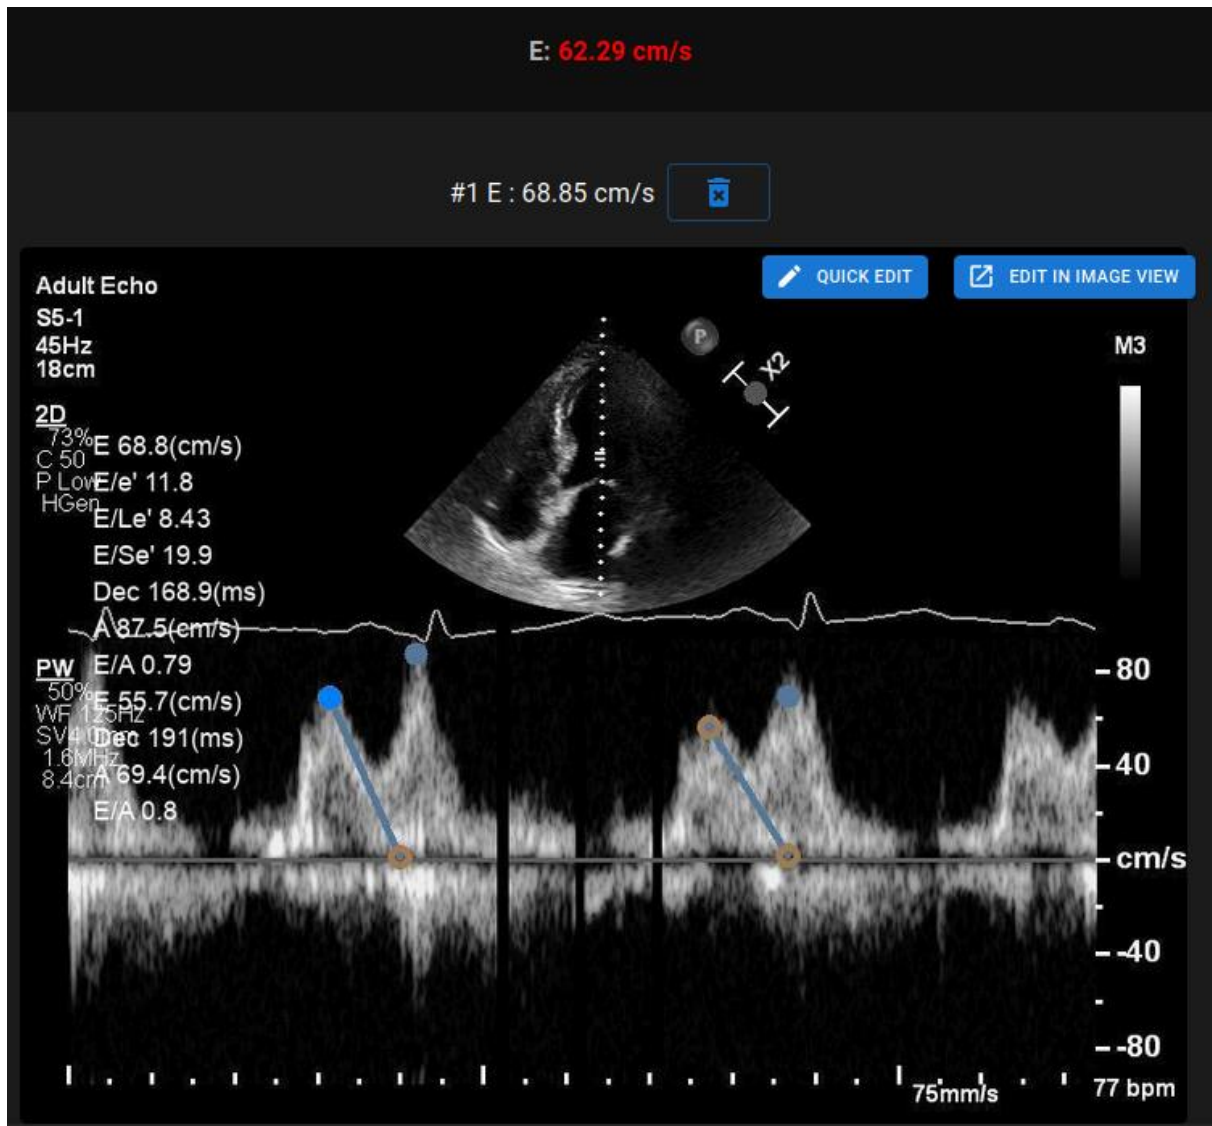 E: 62.29 cm/s
#1 E : 68.85 cm/s
QUICK EDIT
EDIT IN IMAGE VIEW
Adult Echo
S5-1
45Hz
18cm
P
X2
M3
2D
73%
C 50
P Low
HGen
E 68.8(cm/s)
E/e' 11.8
E/Le' 8.43
E/Se' 19.9
Dec 168.9(ms)
A 87.5(cm/s)
E/A 0.79
E 55.7(cm/s)
Dec 191(ms)
A 69.4(cm/s)
E/A 0.8
PW
50%
WF 125Hz
1.6MHz
8.4cm
80
40
cm/s
-40
-80
75mm/s
77 bpm